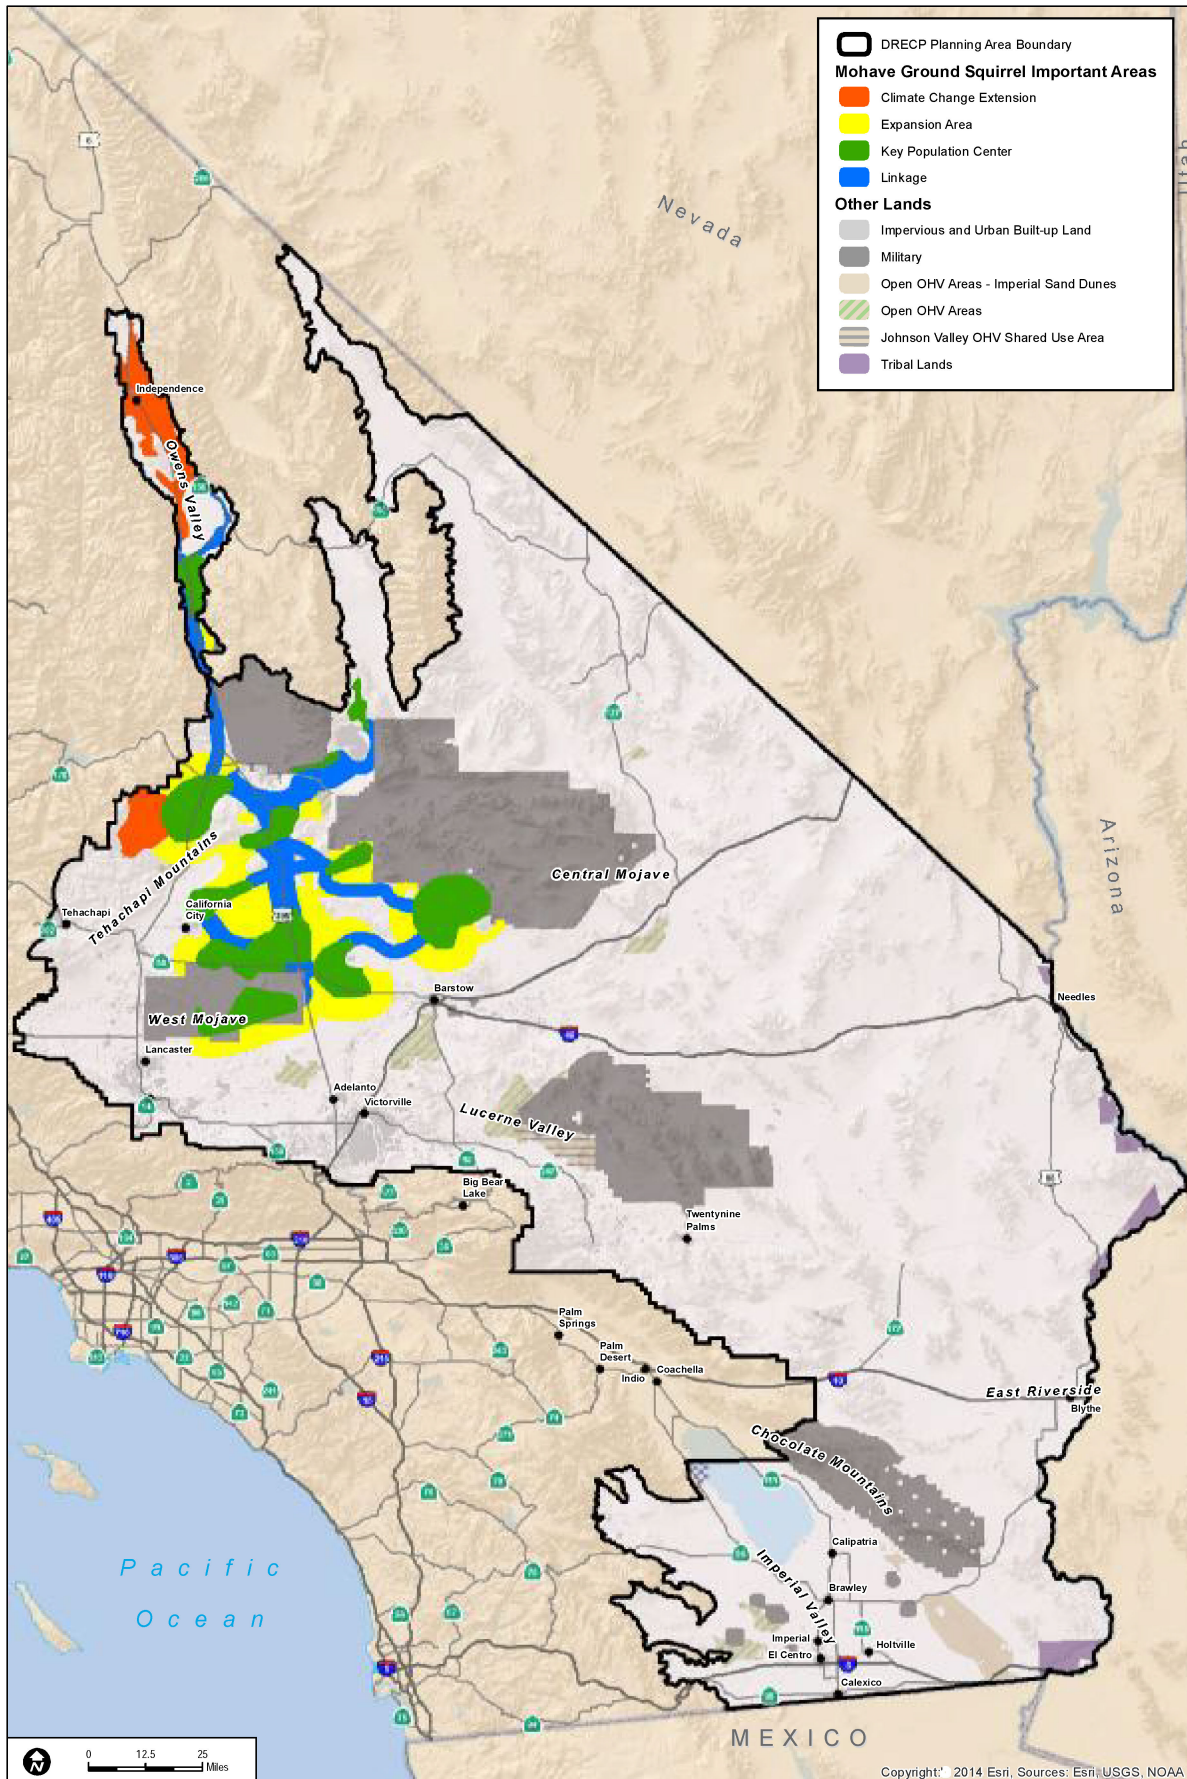 DRECP Planning Area Boundary
Mohave Ground Squirrel Important Areas
Climate Change Extension
Expansion Area
Key Population Center
Linkage
Other Lands
Impervious and Urban Built-up Land
Military
Open OHV Areas - Imperial Sand Dunes
Open OHV Areas
Johnson Valley OHV Shared Use Area
Tribal Lands
Utah
Nevada
Arizona
Independence
Owens Valley
Central Mojave
Tehachapi Mountains
Tehachapi
California
City
58
West Mojave
Barstow
Needles
Lancaster
14
Adelanto
Victorville
Lucerne Valley
Big Bear
Lake
Twentynine
Palms
Palm
Springs
Palm
Desert
Coachella
Indio
10
East Riverside
Blythe
Chocolate Mountains
Calipatria
Imperial Valley
Brawley
Imperial
El Centro
Holtville
Calexico
Pacific
Ocean
MEXICO
N
0 12.5 25
Miles
Copyright: © 2014 Esri, Sources: Esri, USGS, NOAA